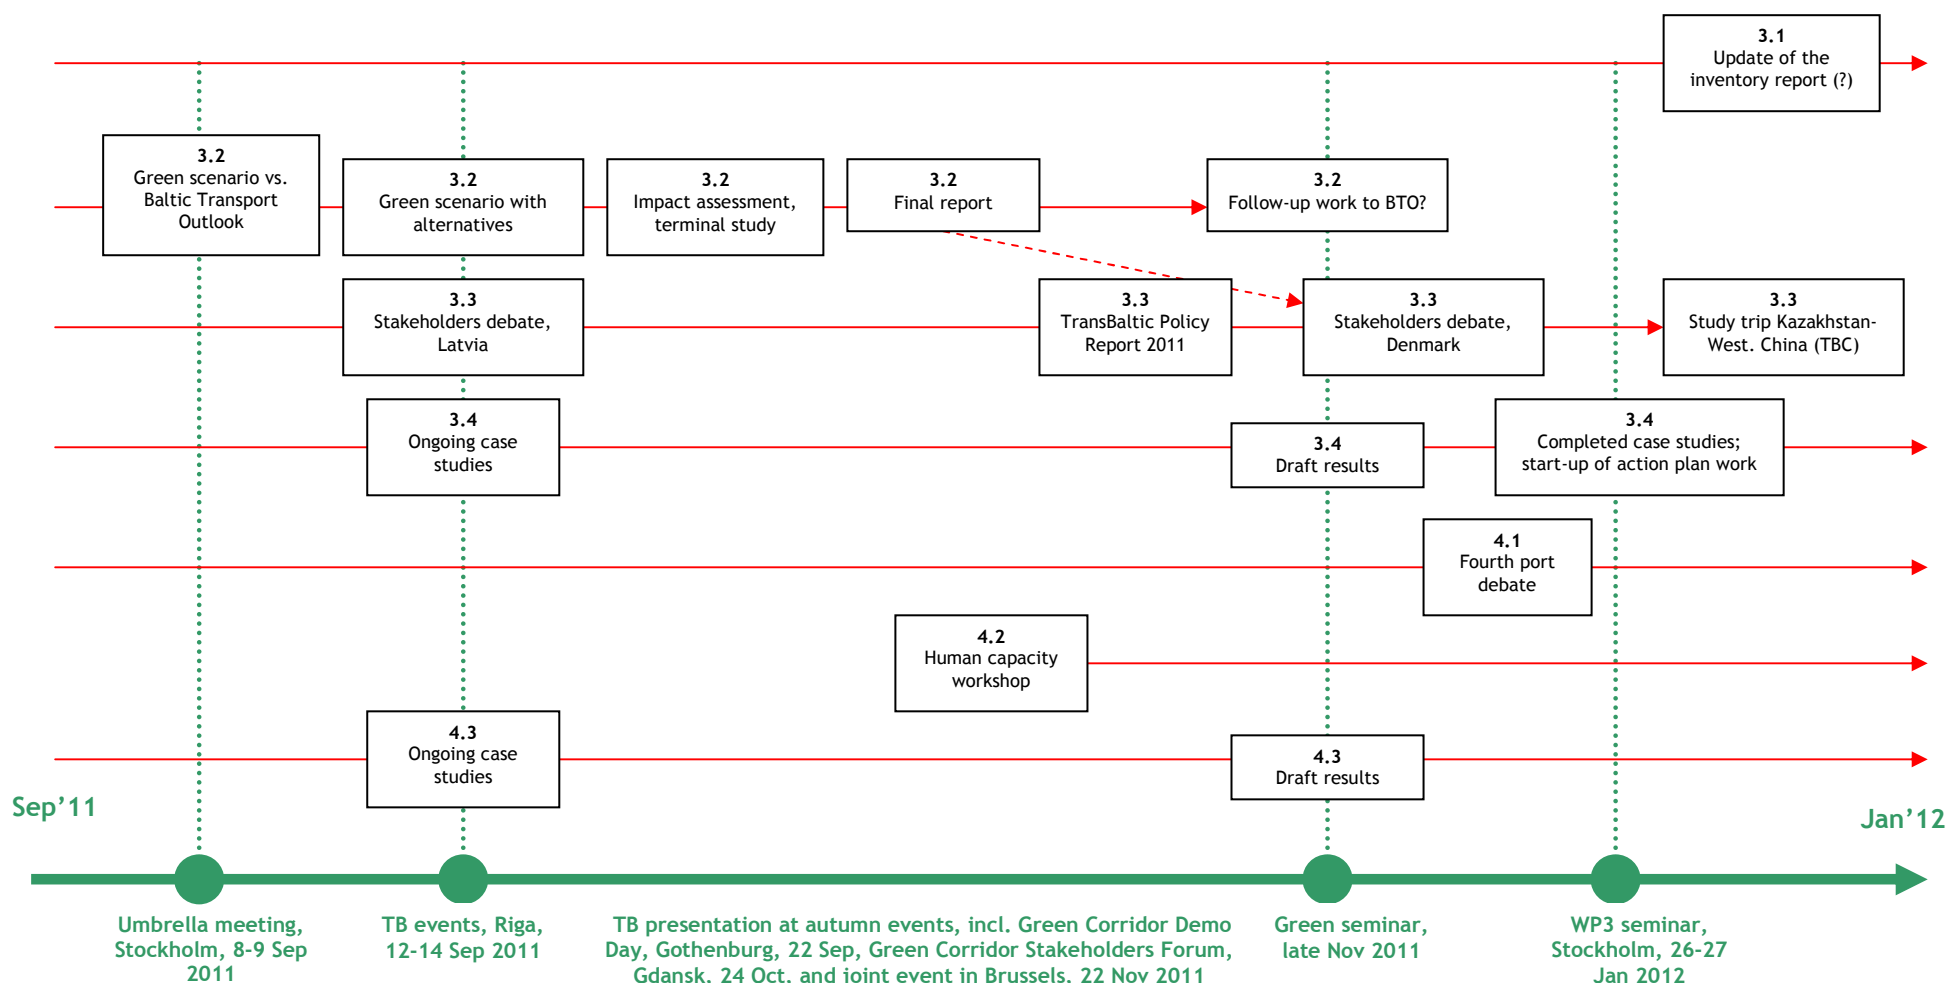 3.1
Update of the
inventory report (?)
3.2
Green scenario vs.
Baltic Transport
Outlook
3.2
Green scenario with
alternatives
3.2
Impact assessment,
terminal study
3.2
Final report
3.2
Follow-up work to BTO?
3.3
Stakeholders debate,
Latvia
3.3
TransBaltic Policy
Report 2011
3.3
Stakeholders debate,
Denmark
3.3
Study trip Kazakhstan-
West. China (TBC)
3.4
Ongoing case
studies
3.4
Draft results
3.4
Completed case studies;
start-up of action plan work
4.1
Fourth port
debate
4.2
Human capacity
workshop
4.3
Ongoing case
studies
4.3
Draft results
Sep’11
Jan’12
Umbrella meeting,
Stockholm, 8-9 Sep
2011
TB events, Riga,
12-14 Sep 2011
TB presentation at autumn events, incl. Green Corridor Demo
Day, Gothenburg, 22 Sep, Green Corridor Stakeholders Forum,
Gdansk, 24 Oct, and joint event in Brussels, 22 Nov 2011
Green seminar,
late Nov 2011
WP3 seminar,
Stockholm, 26-27
Jan 2012